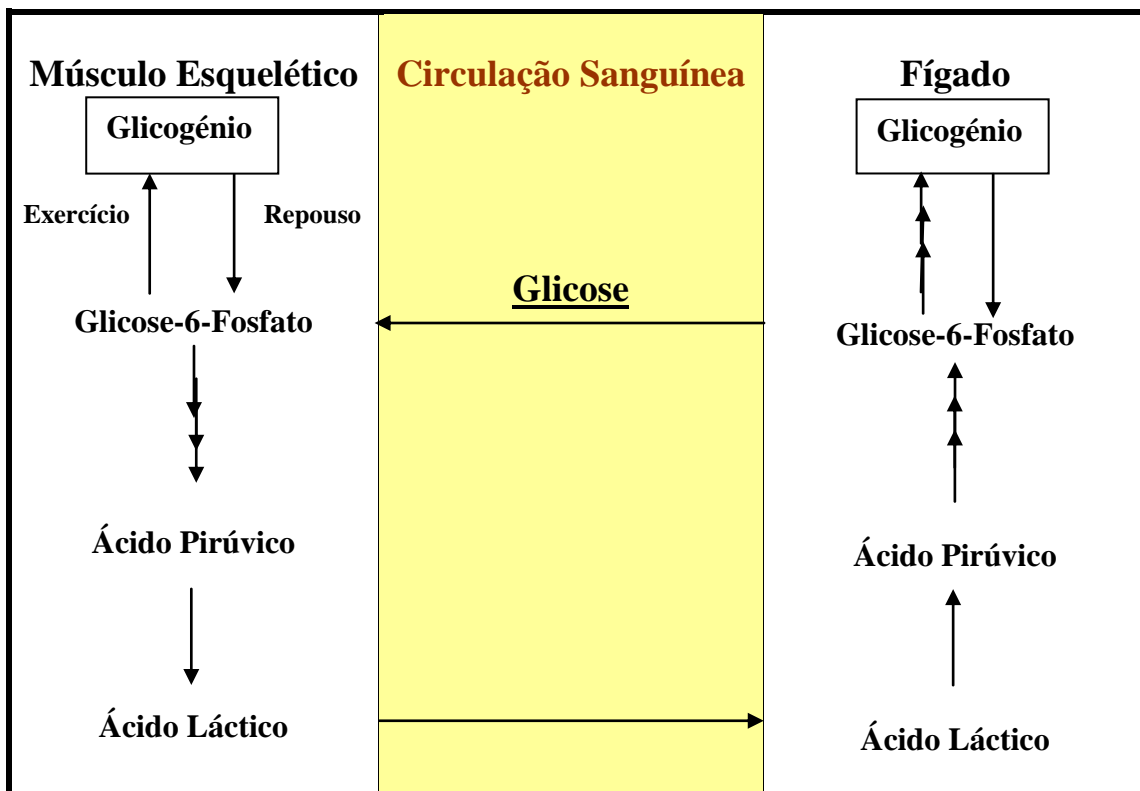 Músculo Esquelético
Circulação Sanguínea
Fígado
Glicogénio
Glicogénio
Exercício
Repouso
Glicose
Glicose-6-Fosfato
Glicose-6-Fosfato
Ácido Pirúvico
Ácido Pirúvico
Ácido Láctico
Ácido Láctico